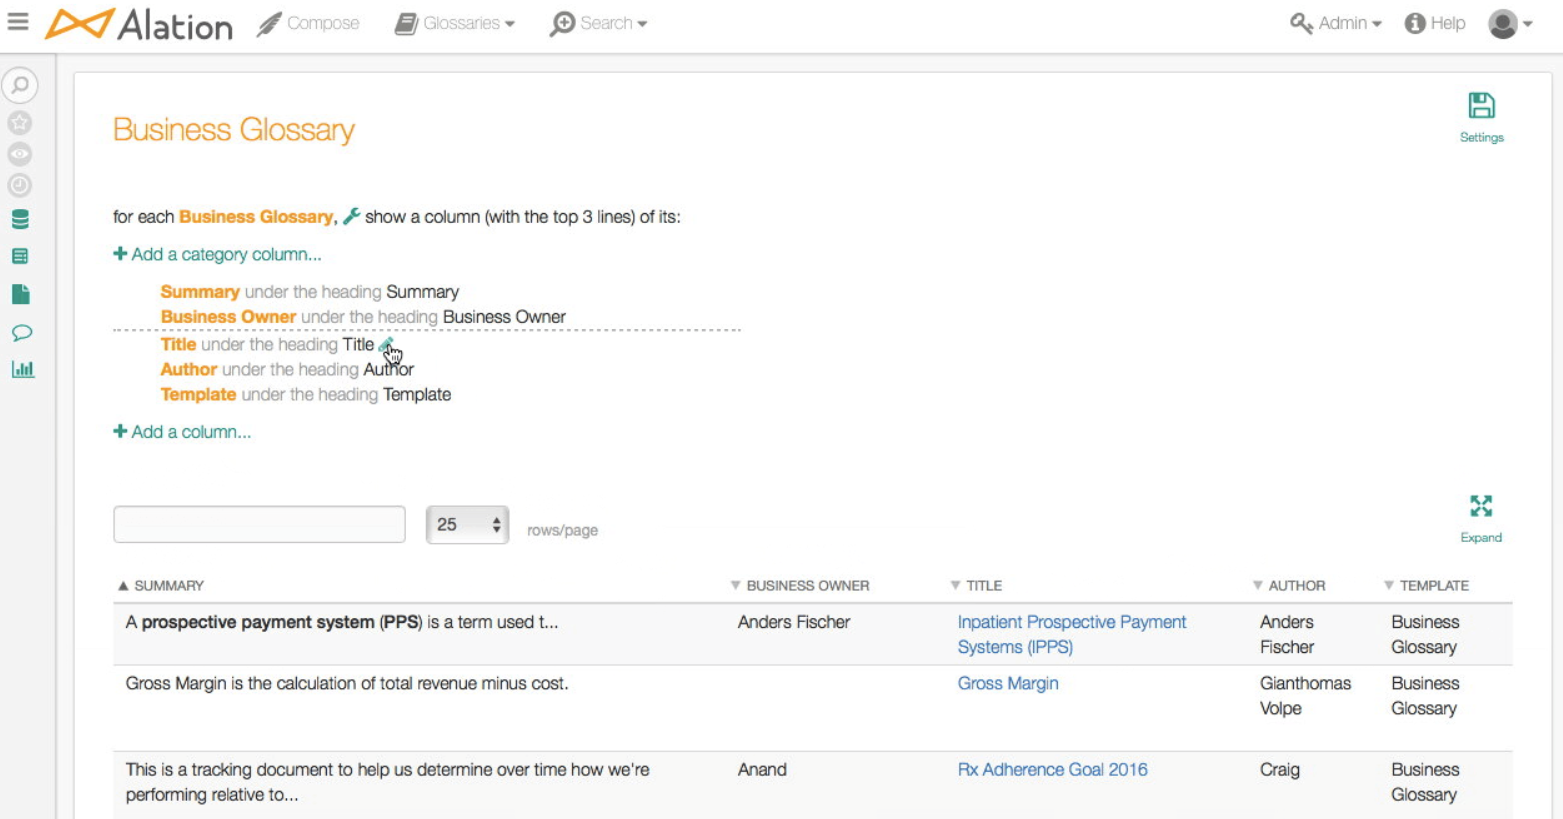 Alation Compose Glossaries Search Admin Help
Business Glossary
Settings
for each Business Glossary, show a column (with the top 3 lines) of its:
Add a category column...
Summary under the heading Summary
Business Owner under the heading Business Owner
Title under the heading Title
Author under the heading Author
Template under the heading Template
Add a column...
25 rows/page
Expand
SUMMARY BUSINESS OWNER TITLE AUTHOR TEMPLATE
A prospective payment system (PPS) is a term used t... Anders Fischer Inpatient Prospective Payment Anders Business
Systems (IPPS) Fischer Glossary
Gross Margin is the calculation of total revenue minus cost. Gross Margin Gianthomas Business
Volpe Glossary
This is a tracking document to help us determine over time how we're Anand Rx Adherence Goal 2016 Craig Business
performing relative to... Glossary